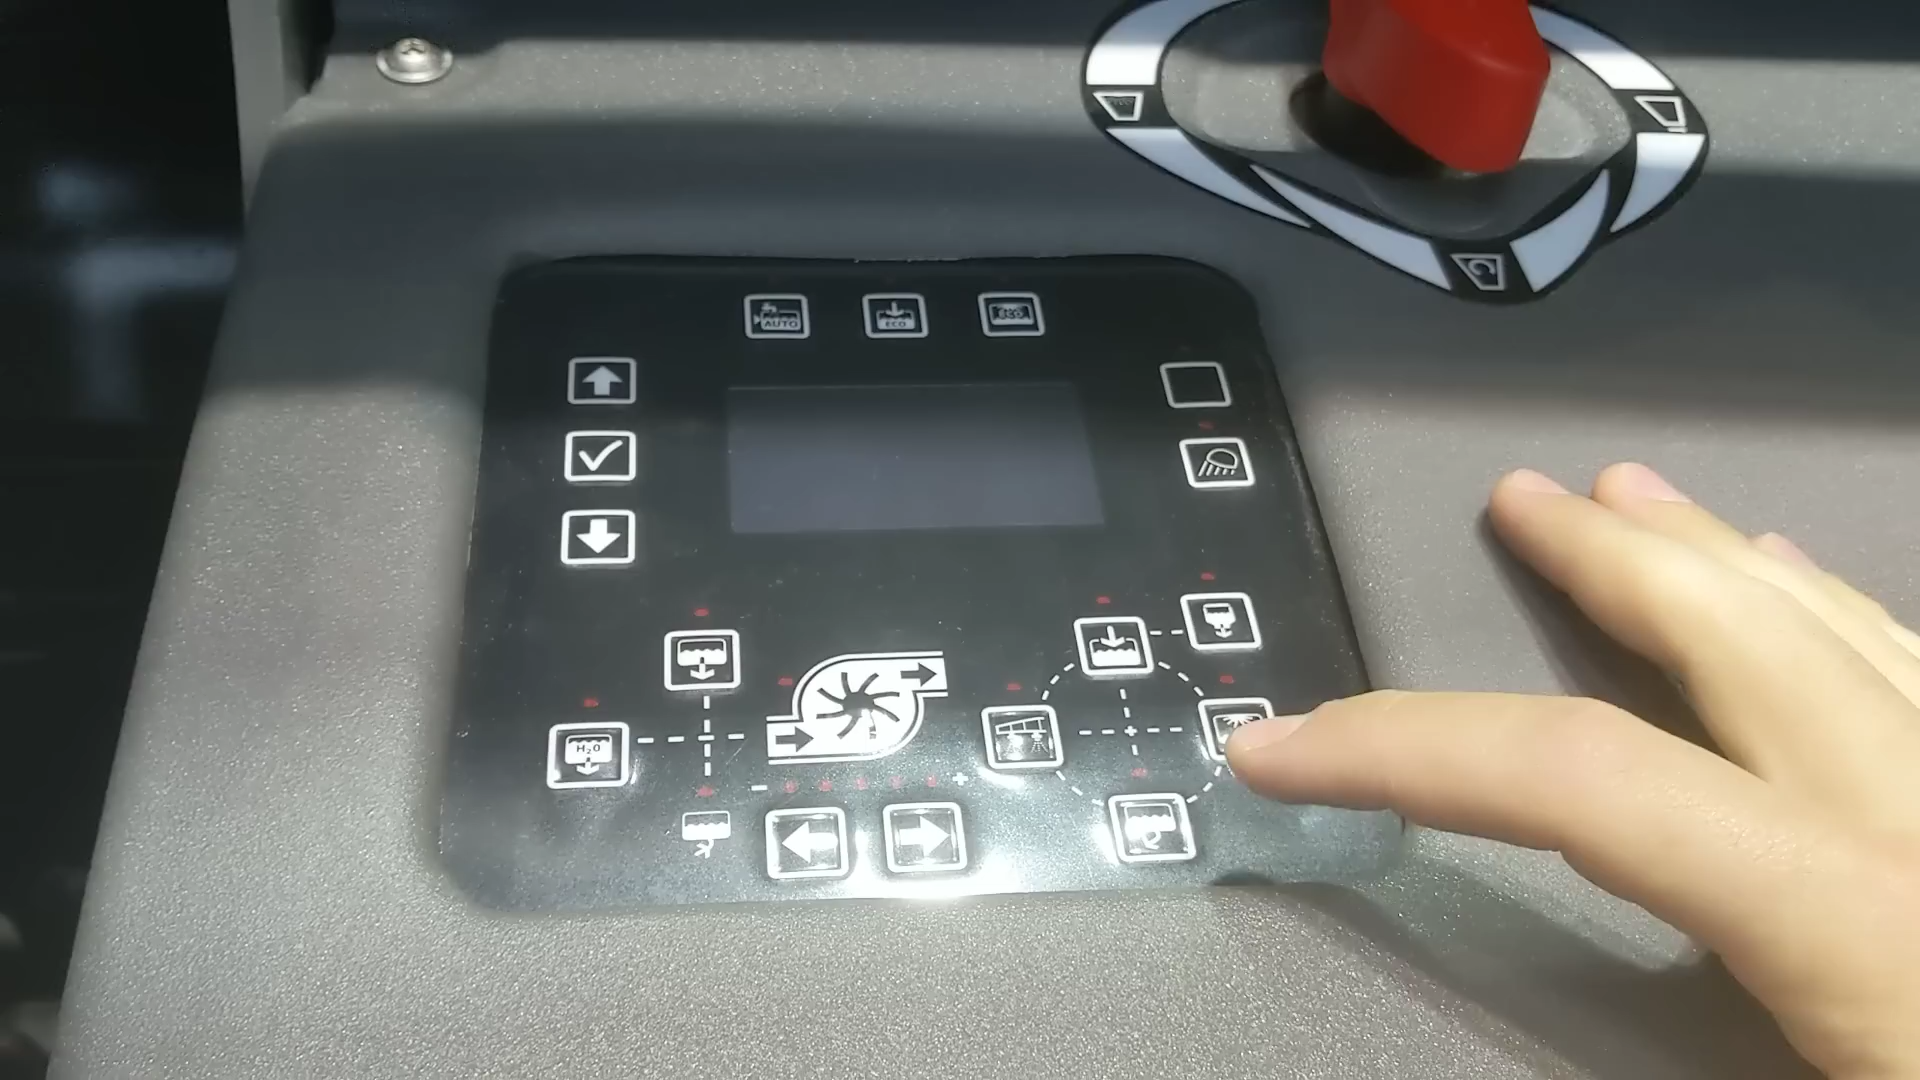 AUTO
ECO
ECO
H₂O
- +